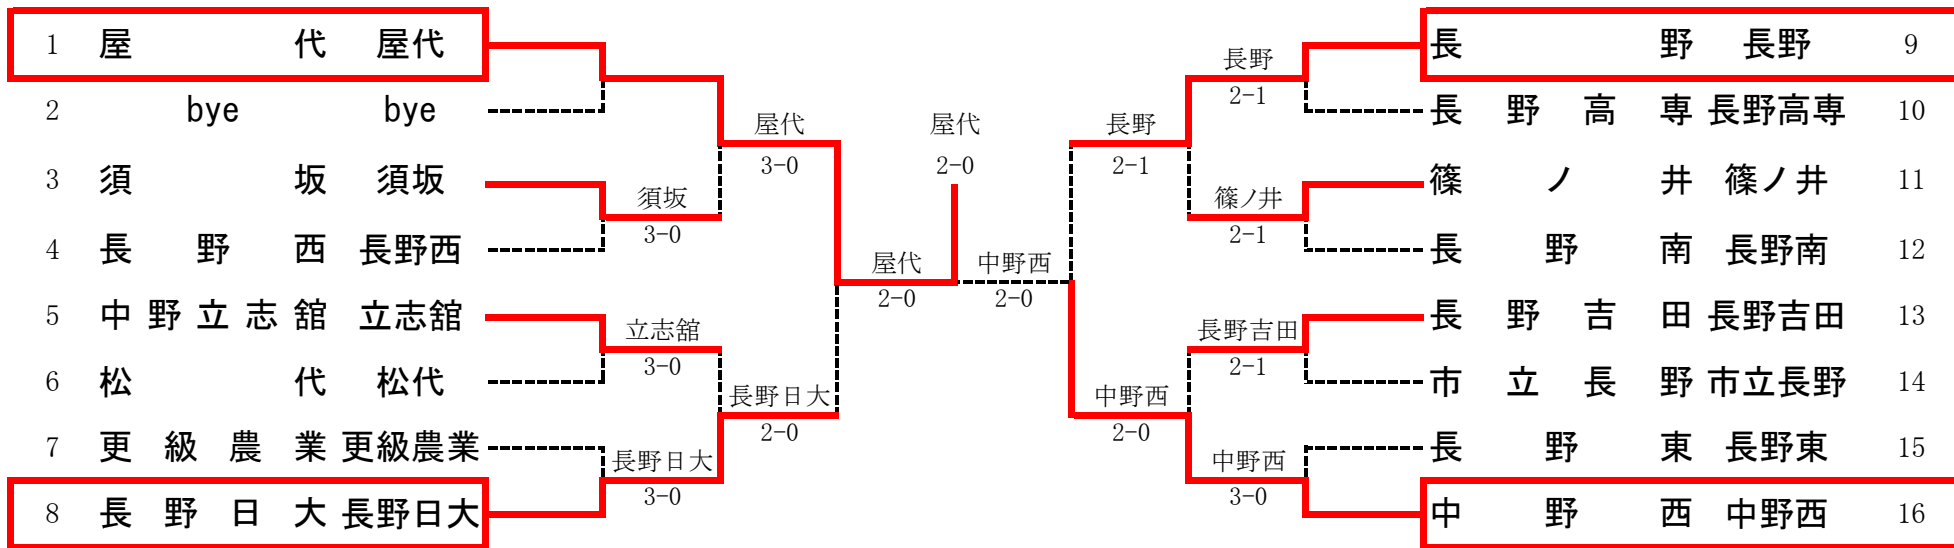 1 屋代 屋代
2 bye bye
3 須坂 須坂
4 長野西 長野西
5 中野立志舘 立志舘
6 松代 松代
7 更級農業 更級農業
8 長野日大 長野日大
須坂
3-0
立志舘
3-0
長野日大
3-0
屋代
3-0
長野日大
2-0
屋代
2-0
屋代
2-0
中野西
2-0
長野
2-1
中野西
2-0
長野
2-1
篠ノ井
2-1
長野吉田
2-1
中野西
3-0
長野 長野 9
長野高専 長野高専 10
篠ノ井 篠ノ井 11
長野南 長野南 12
長野吉田 長野吉田 13
市立長野 市立長野 14
長野東 長野東 15
中野西 中野西 16